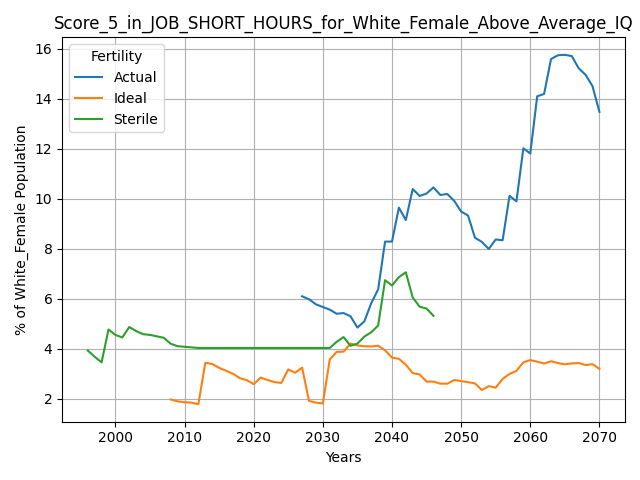 Score_5_in_JOB_SHORT_HOURS_for_White_Female_Above_Average_IQ
Fertility
Actual
Ideal
Sterile
% of White_Female Population
16
14
12
10
8
6
4
2
2000
2010
2020
2030
2040
2050
2060
2070
Years